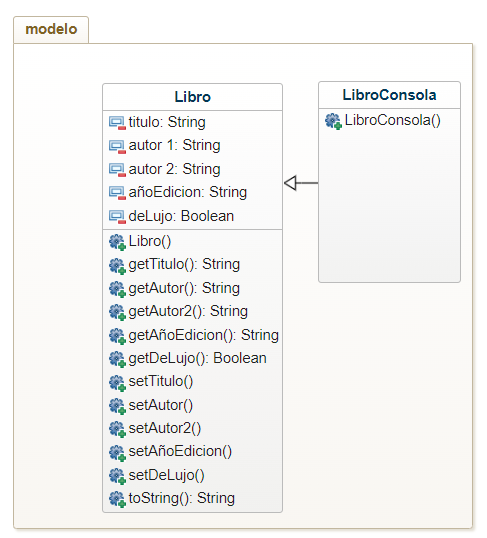 modelo
Libro
titulo: String
autor 1: String
autor 2: String
añoEdicion: String
deLujo: Boolean
Libro()
getTitulo(): String
getAutor(): String
getAutor2(): String
getAñoEdicion(): String
getDeLujo(): Boolean
setTitulo()
setAutor()
setAutor2()
setAñoEdicion()
setDeLujo()
toString(): String
LibroConsola
LibroConsola()